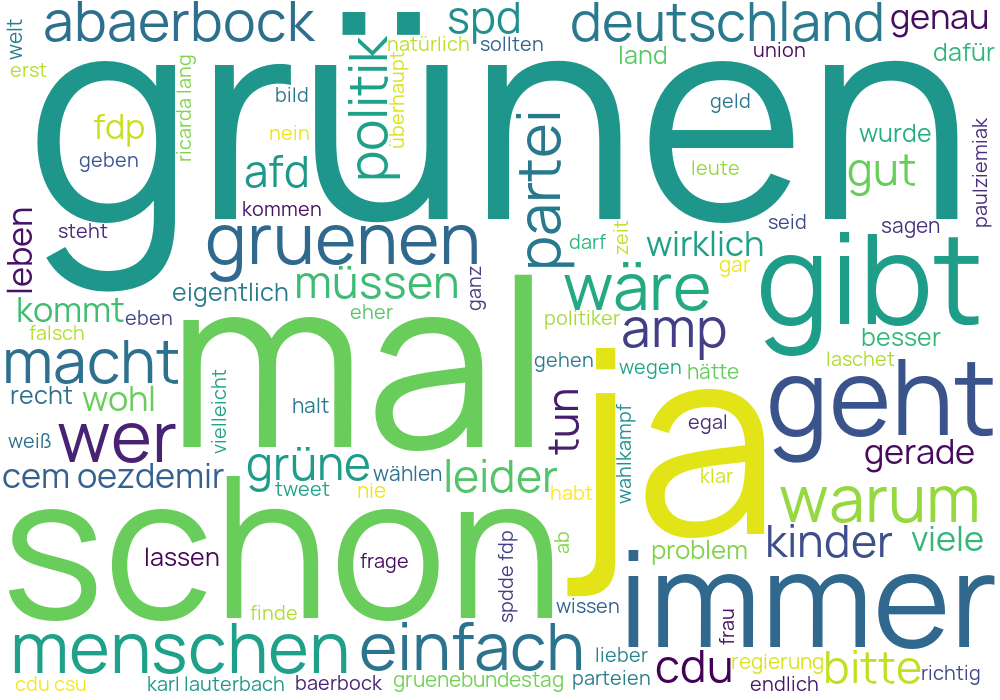 welt
abaerbock
spd
deutschland
genau
erst
natürlich
sollten
land
union
dafür
grünen
politik
überhaupt
ricarda lang
bild
geld
fdp
nein
geben
afd
partei
leute
wurde
gut
paulziemiak
kommen
leben
steht
gruenen
darf
zeit
wirklich
seid
sagen
gar
gibt
eigentlich
müssen
ganz
wäre
kommt
eben
eher
falsch
mal
politiker
amp
besser
laschet
macht
gehen
wegen
hätte
geht
recht
wohl
vielleicht
halt
tun
ja
wahlkampf
egal
weiß
wer
gerade
cem oezdemir
grüne
wählen
leider
tweet
nie
habt
klar
warum
schon
lassen
frage
spdde fdp
ab
problem
kinder
viele
finde
wissen
immer
frau
menschen
einfach
lieber
cdu
regierung
bitte
richtig
cdu csu
karl lauterbach
baerbock
gruenebundestag
parteien
endlich